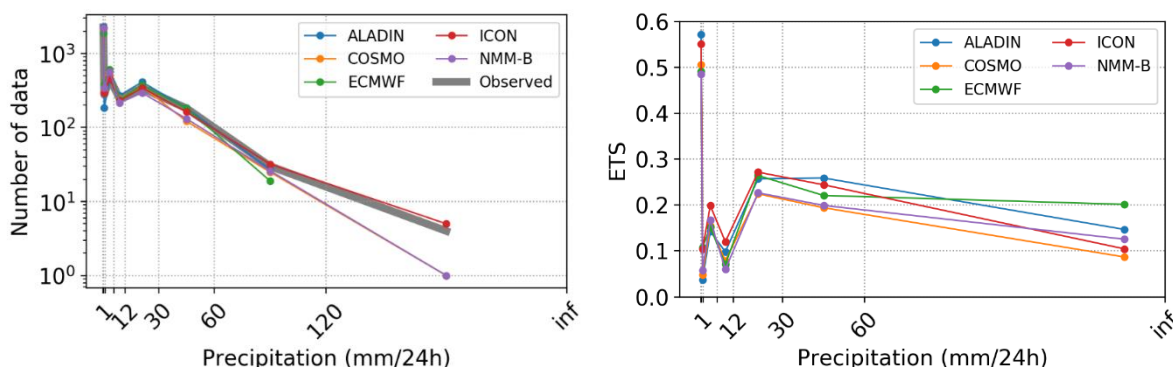 Number of data
10³
10²
10¹
10⁰
ALADIN
COSMO
ECMWF
ICON
NMM-B
Observed
1
12
30
60
120
inf
Precipitation (mm/24h)
ETS
0.6
0.5
0.4
0.3
0.2
0.1
0.0
ALADIN
COSMO
ECMWF
ICON
NMM-B
1
12
30
60
inf
Precipitation (mm/24h)